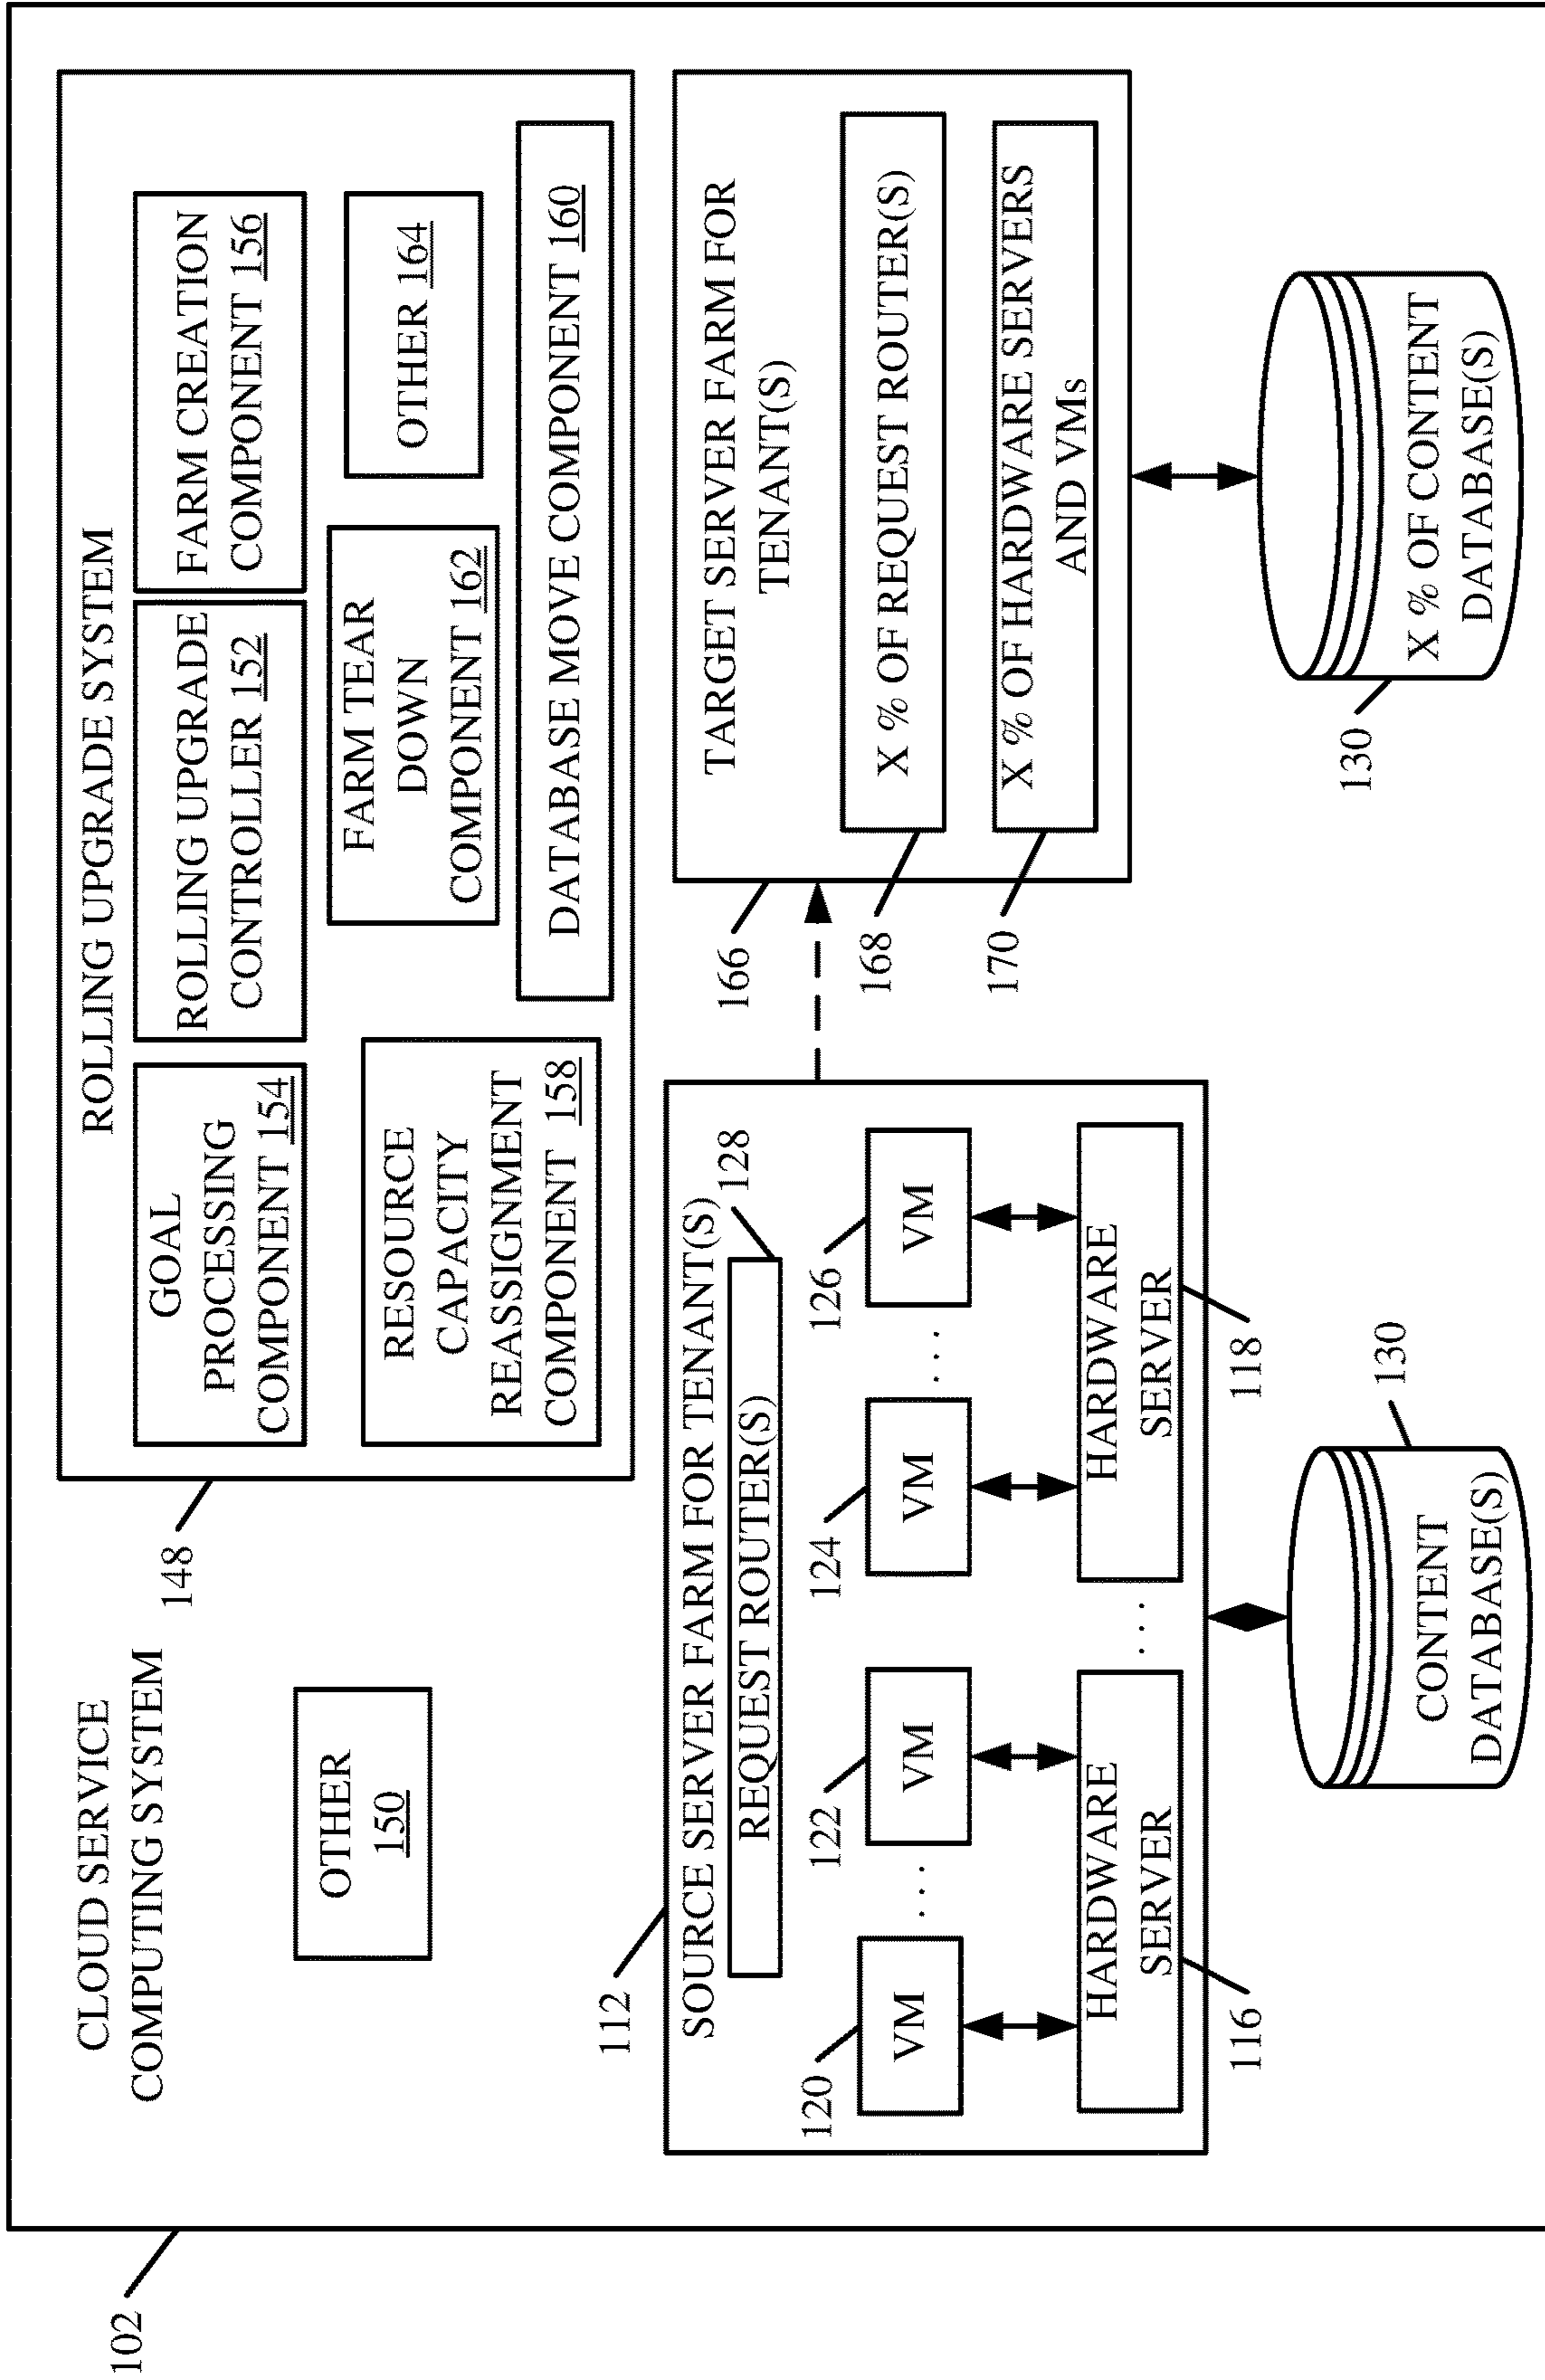 102
CLOUD SERVICE
COMPUTING SYSTEM
OTHER
150
148
ROLLING UPGRADE SYSTEM
GOAL
PROCESSING
COMPONENT 154
ROLLING UPGRADE
CONTROLLER 152
FARM CREATION
COMPONENT 156
RESOURCE
CAPACITY
REASSIGNMENT
COMPONENT 158
FARM TEAR
DOWN
COMPONENT 162
OTHER 164
DATABASE MOVE COMPONENT 160
112
SOURCE SERVER FARM FOR TENANT(S)
128
REQUEST ROUTER(S)
120
VM
...
122
VM
124
VM
...
126
VM
HARDWARE
SERVER
116
...
HARDWARE
SERVER
118
CONTENT
DATABASE(S)
130
166
TARGET SERVER FARM FOR
TENANT(S)
168
X % OF REQUEST ROUTER(S)
170
X % OF HARDWARE SERVERS
AND VMs
130
X % OF CONTENT
DATABASE(S)